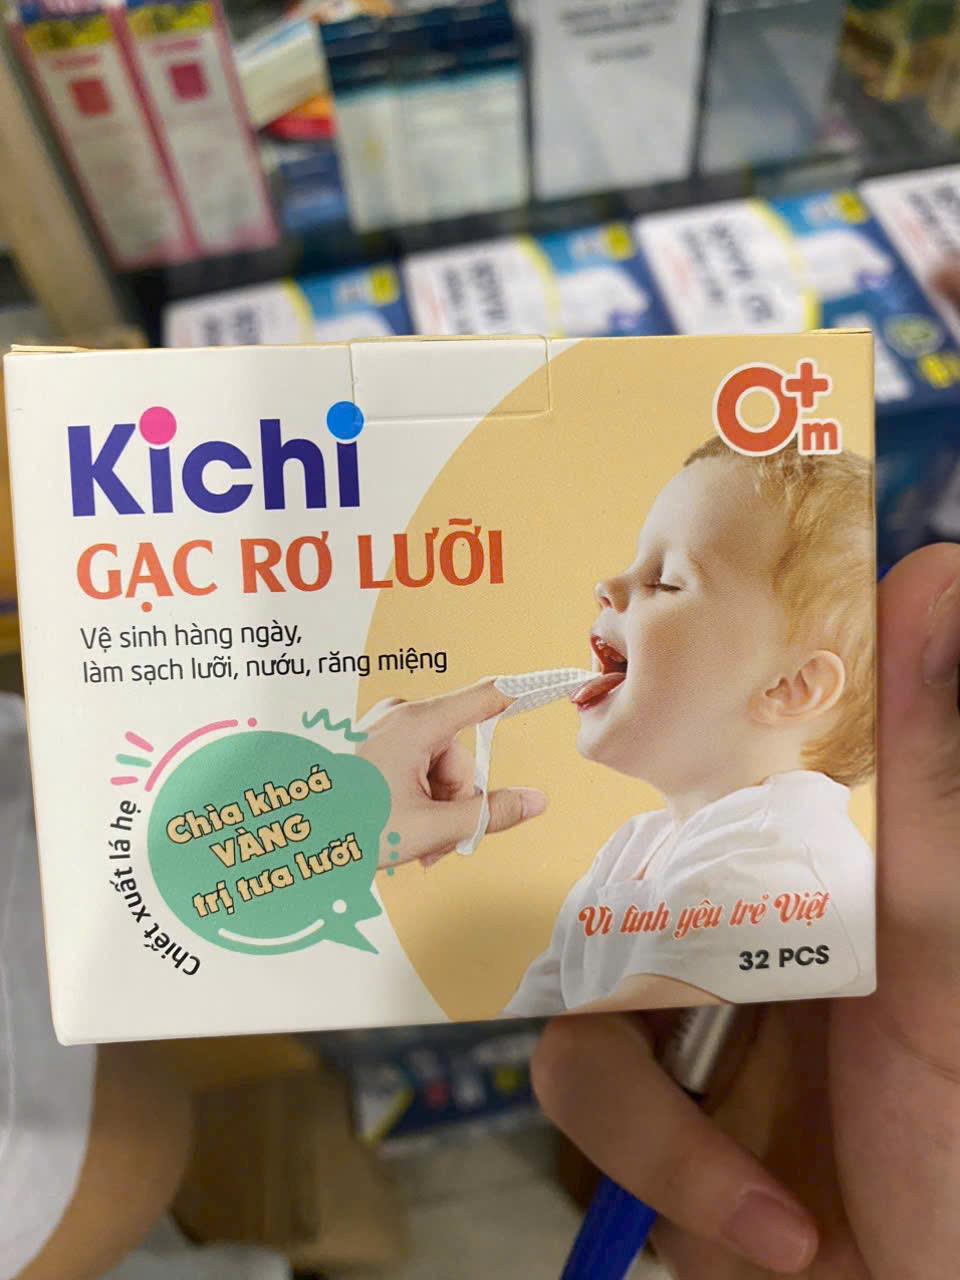 Kichi
GẠC RƠ LƯỠI
Vệ sinh hàng ngày,
làm sạch lưỡi, nướu, răng miệng
0+m
Chìa khoá
VÀNG
trị tưa lưỡi
Chiết xuất lá hẹ
Vì tình yêu trẻ Việt
32 PCS